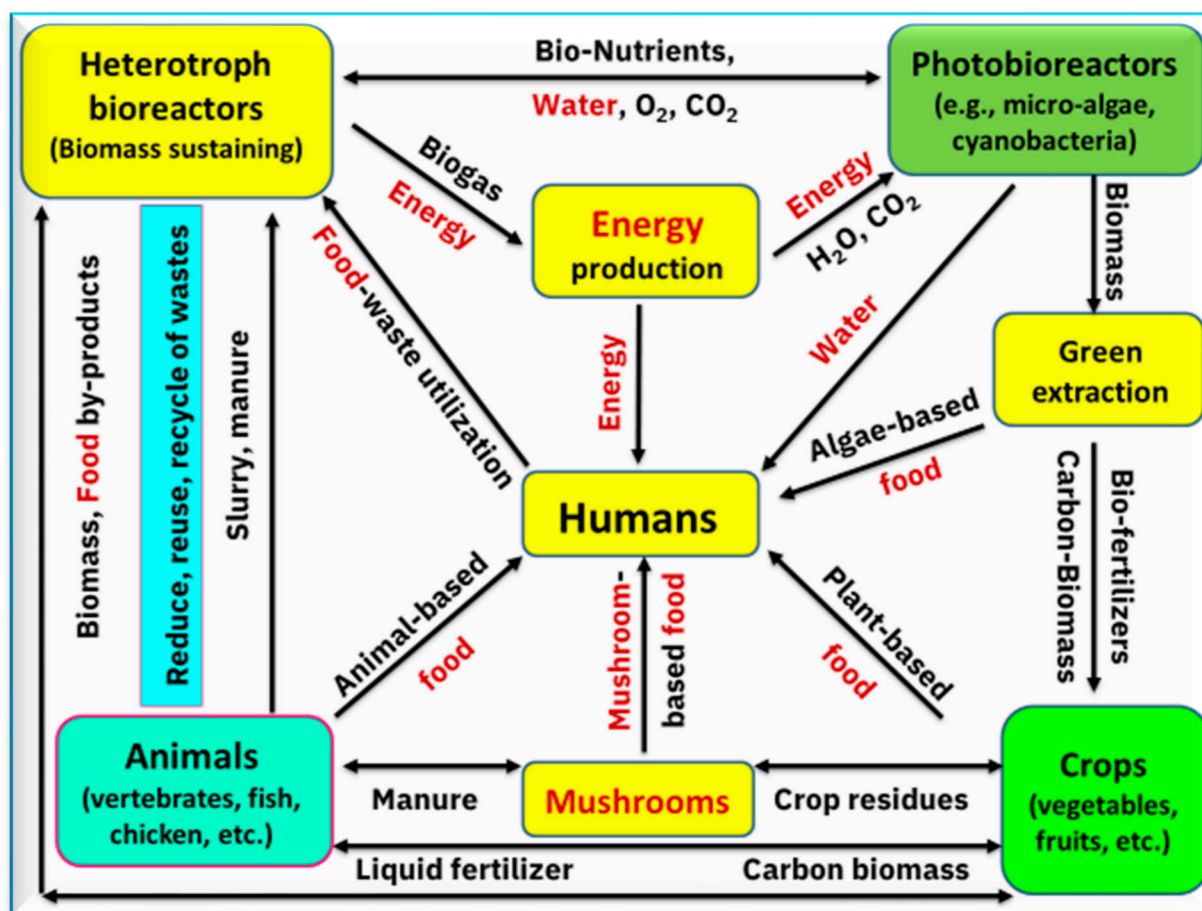 Heterotroph
bioreactors
(Biomass sustaining)
Bio-Nutrients,
Water, O₂, CO₂
Photobioreactors
(e.g., micro-algae,
cyanobacteria)
Biogas
Energy
Energy
production
Energy
H₂O, CO₂
Biomass
Biomass, Food by-products
Reduce, reuse, recycle of wastes
Slurry, manure
Food-waste utilization
Energy
Water
Green
extraction
Algae-based
food
Humans
Bio-fertilizers
Carbon-Biomass
Animal-based
food
Mushroom-
based food
Plant-based
food
Animals
(vertebrates, fish,
chicken, etc.)
Manure
Mushrooms
Crop residues
Crops
(vegetables,
fruits, etc.)
Liquid fertilizer
Carbon biomass